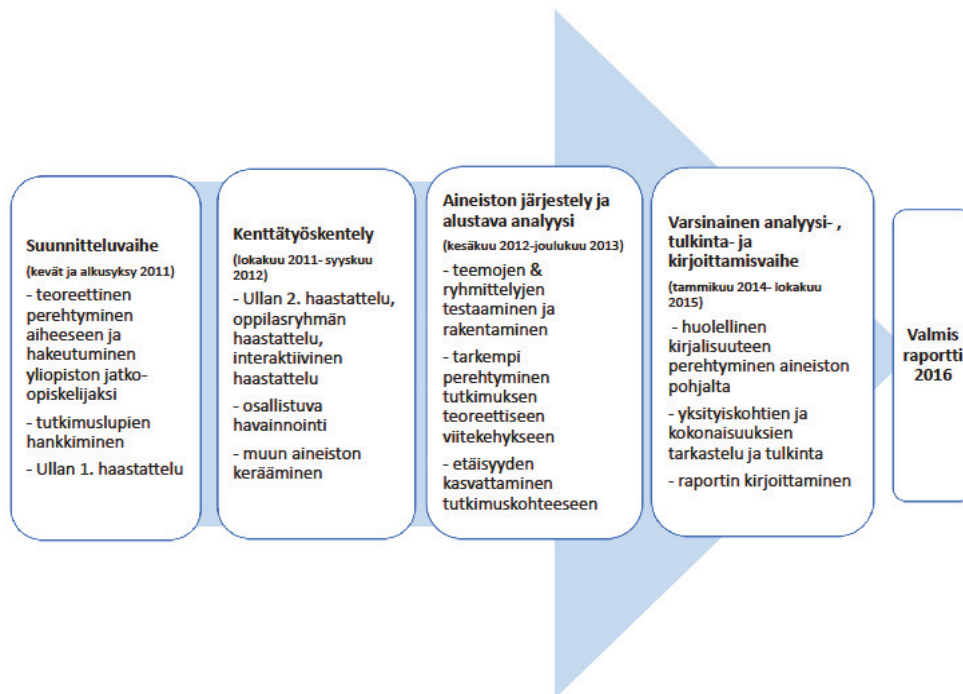 Suunnitteluvaihe
(kevät ja alkusyksy 2011)
- teoreettinen
perehtyminen
aiheeseen ja
hakeutuminen
yliopiston jatko-
opiskelijaksi
- tutkimuslupien
hankkiminen
- Ullan 1. haastattelu
Kenttätyöskentely
(lokakuu 2011- syyskuu
2012)
- Ullan 2. haastattelu,
oppilasryhmän
haastattelu,
interaktiivinen
haastattelu
- osallistuva
havainnointi
- muun aineiston
kerääminen
Aineiston järjestely ja
alustava analyysi
(kesäkuu 2012-joulukuu 2013)
- teemojen &
ryhmittelyjen
testaaminen ja
rakentaminen
- tarkempi
perehtyminen
tutkimuksen
teoreettiseen
viitekehykseen
- etäisyyden
kasvattaminen
tutkimuskohteeseen
Varsinainen analyysi- ,
tulkinta- ja
kirjoittamisvaihe
(tammikuu 2014- lokakuu
2015)
- huolellinen
kirjalisuuteen
perehtyminen aineiston
pohjalta
- yksityiskohtien ja
kokonaisuuksien
tarkastelu ja tulkinta
- raportin kirjoittaminen
Valmis
raportti
2016